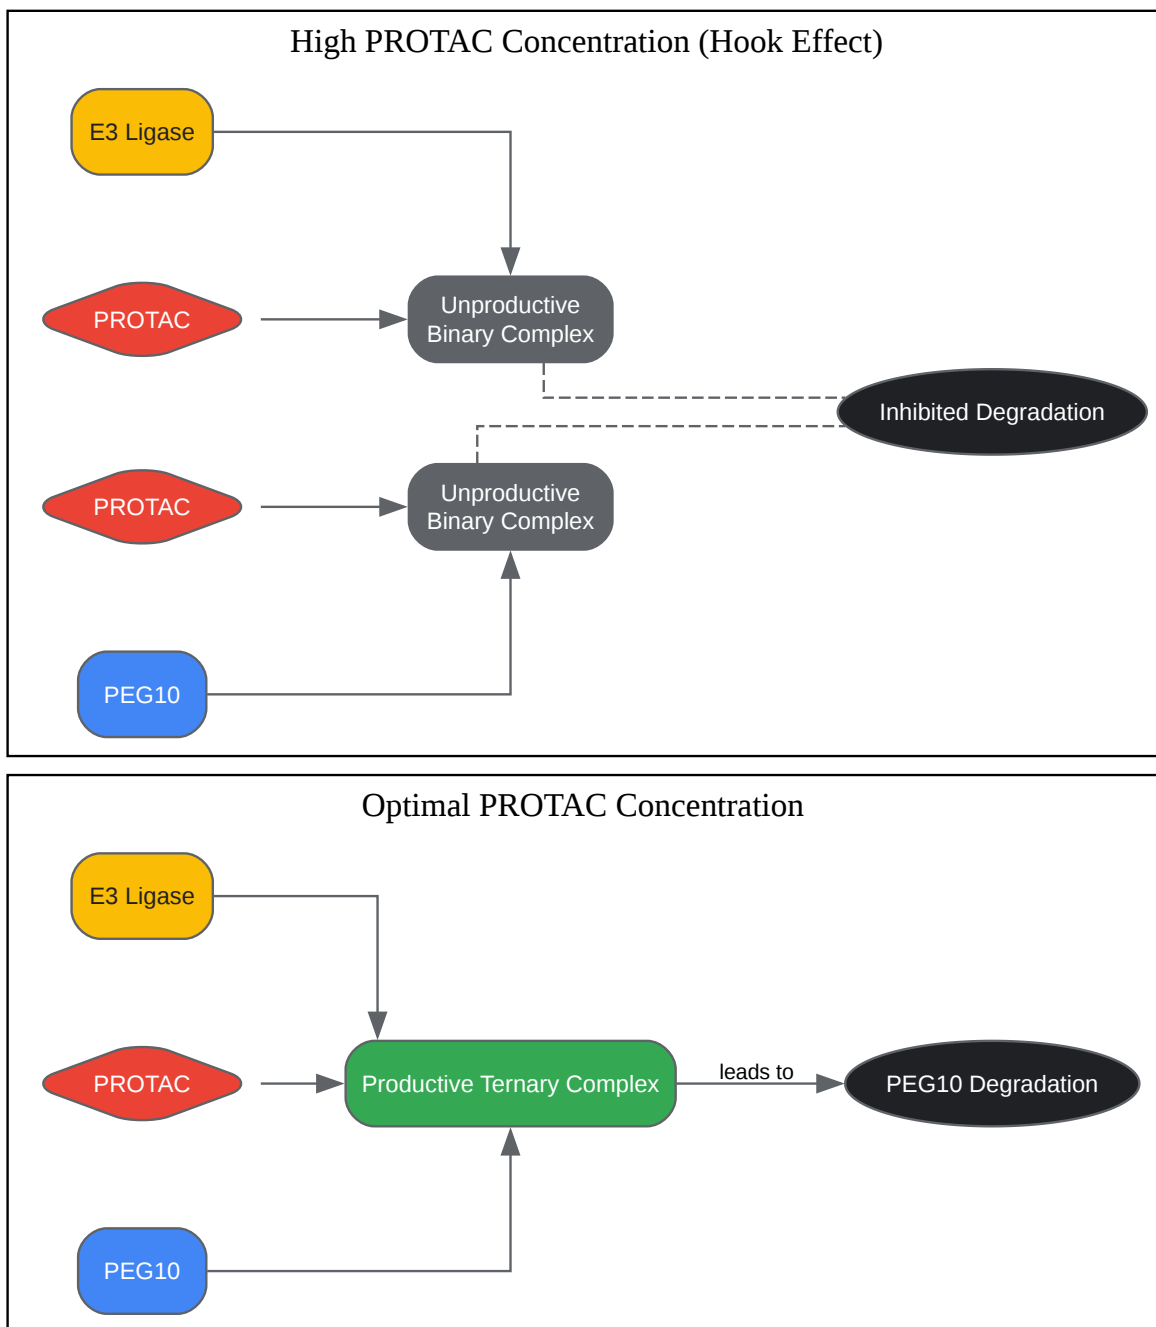 High PROTAC Concentration (Hook Effect)
E3 Ligase
PROTAC
Unproductive
Binary Complex
Inhibited Degradation
PROTAC
Unproductive
Binary Complex
PEG10
Optimal PROTAC Concentration
E3 Ligase
PROTAC
Productive Ternary Complex
leads to
PEG10 Degradation
PEG10